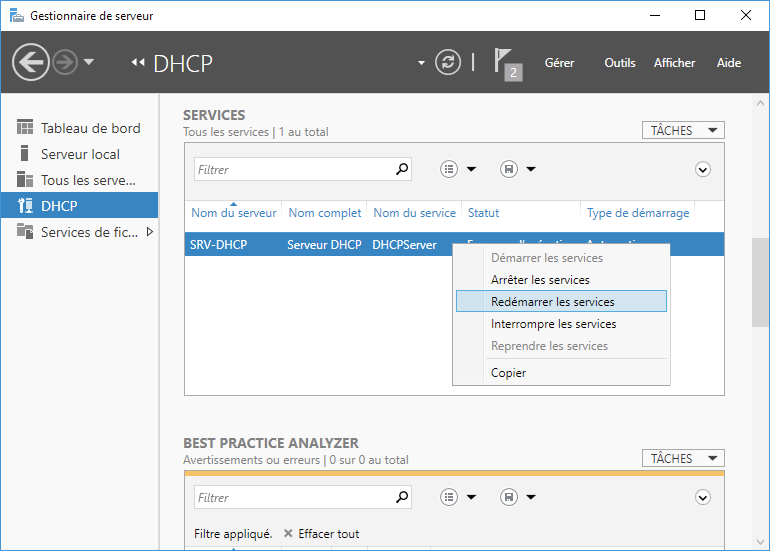 Gestionnaire de serveur
DHCP
2
Gérer Outils Afficher Aide
Tableau de bord
Serveur local
Tous les serve...
DHCP
Services de fic...
SERVICES
Tous les services | 1 au total
TÂCHES
Filtrer
Nom du serveur Nom complet Nom du service Statut Type de démarrage
SRV-DHCP Serveur DHCP DHCPServer
Démarrer les services
Arrêter les services
Redémarrer les services
Interrompre les services
Reprendre les services
Copier
BEST PRACTICE ANALYZER
Avertissements ou erreurs | 0 sur 0 au total
TÂCHES
Filtrer
Filtre appliqué. Effacer tout